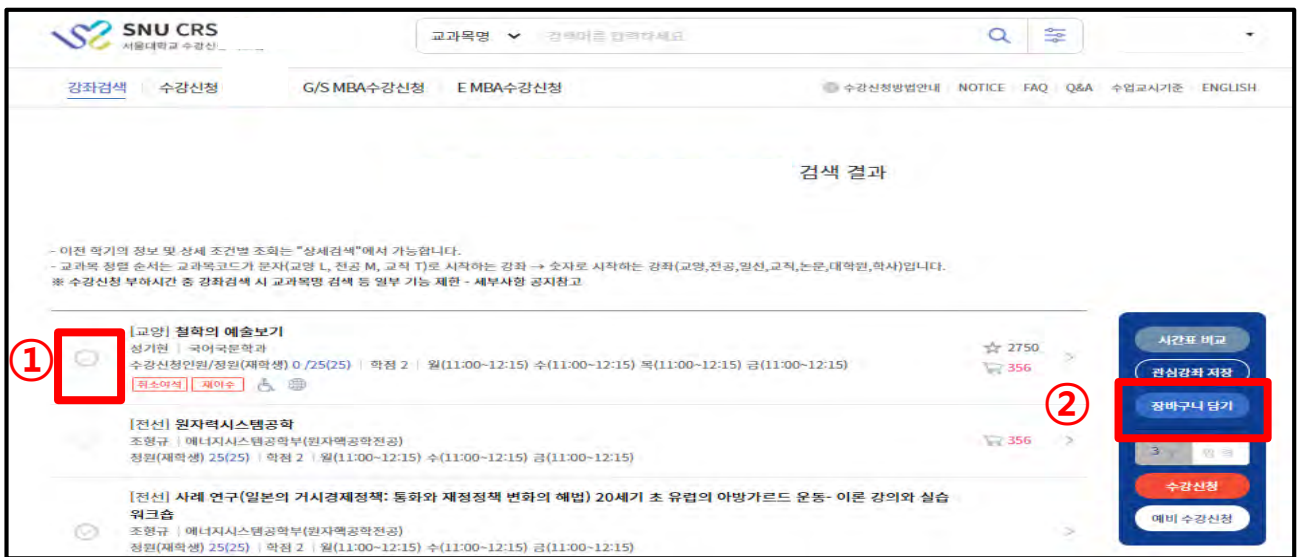 SNU CRS
서울대학교 수강신
교과목명
검색어를 입력하세요
강좌검색 수강신청 G/S MBA수강신청 E MBA수강신청 수강신청방법안내 NOTICE FAQ Q&A 수업교시기준 ENGLISH
검색 결과
- 이전 학기의 정보 및 상세 조건별 조회는 "상세검색"에서 가능합니다.
- 교과목 정렬 순서는 교과목코드가 문자(교양 L, 전공 M, 교직 T)로 시작하는 강좌 → 숫자로 시작하는 강좌(교양,전공,일선,교직,논문,대학원,학사)입니다.
※ 수강신청 부하시간 중 강좌검색 시 교과목명 검색 등 일부 기능 제한 - 세부사항 공지참고
①
[교양] 철학의 예술보기
성기현 | 국어국문학과
수강신청인원/정원(재학생) 0 /25(25) | 학점 2 | 월(11:00~12:15) 수(11:00~12:15) 목(11:00~12:15) 금(11:00~12:15)
취소여석 재이수
2750
356
[전선] 원자력시스템공학
조형규 | 에너지시스템공학부(원자핵공학전공)
정원(재학생) 25(25) | 학점 2 | 월(11:00~12:15) 수(11:00~12:15) 금(11:00~12:15)
356
[전선] 사례 연구(일본의 거시경제정책: 통화와 재정정책 변화의 해법) 20세기 초 유럽의 아방가르드 운동- 이론 강의와 실습
워크숍
조형규 | 에너지시스템공학부(원자핵공학전공)
정원(재학생) 25(25) | 학점 2 | 월(11:00~12:15) 수(11:00~12:15) 금(11:00~12:15)
시간표 비교
관심강좌 저장
②
장바구니 담기
3
수강신청
예비 수강신청